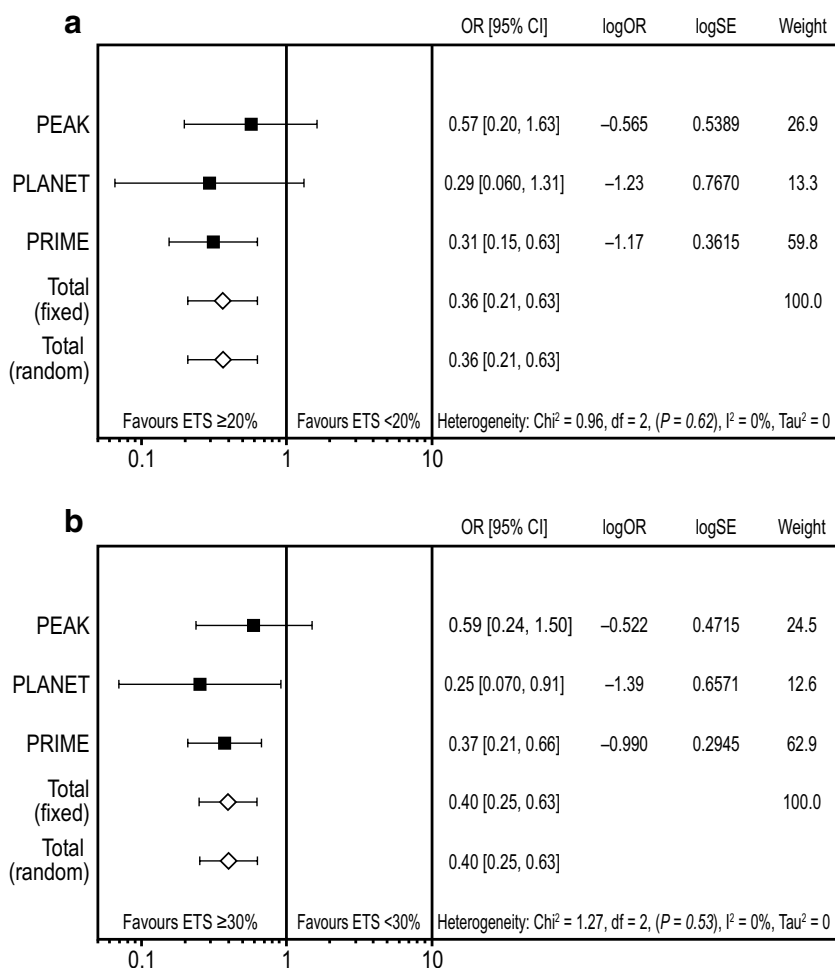 a
OR [95% CI] logOR logSE Weight
PEAK 0.57 [0.20, 1.63] –0.565 0.5389 26.9
PLANET 0.29 [0.060, 1.31] –1.23 0.7670 13.3
PRIME 0.31 [0.15, 0.63] –1.17 0.3615 59.8
Total
(fixed) 0.36 [0.21, 0.63] 100.0
Total
(random) 0.36 [0.21, 0.63]
Favours ETS ≥20% Favours ETS <20% Heterogeneity: Chi² = 0.96, df = 2, (P = 0.62), I² = 0%, Tau² = 0
0.1 1 10
b
OR [95% CI] logOR logSE Weight
PEAK 0.59 [0.24, 1.50] –0.522 0.4715 24.5
PLANET 0.25 [0.070, 0.91] –1.39 0.6571 12.6
PRIME 0.37 [0.21, 0.66] –0.990 0.2945 62.9
Total
(fixed) 0.40 [0.25, 0.63] 100.0
Total
(random) 0.40 [0.25, 0.63]
Favours ETS ≥30% Favours ETS <30% Heterogeneity: Chi² = 1.27, df = 2, (P = 0.53), I² = 0%, Tau² = 0
0.1 1 10